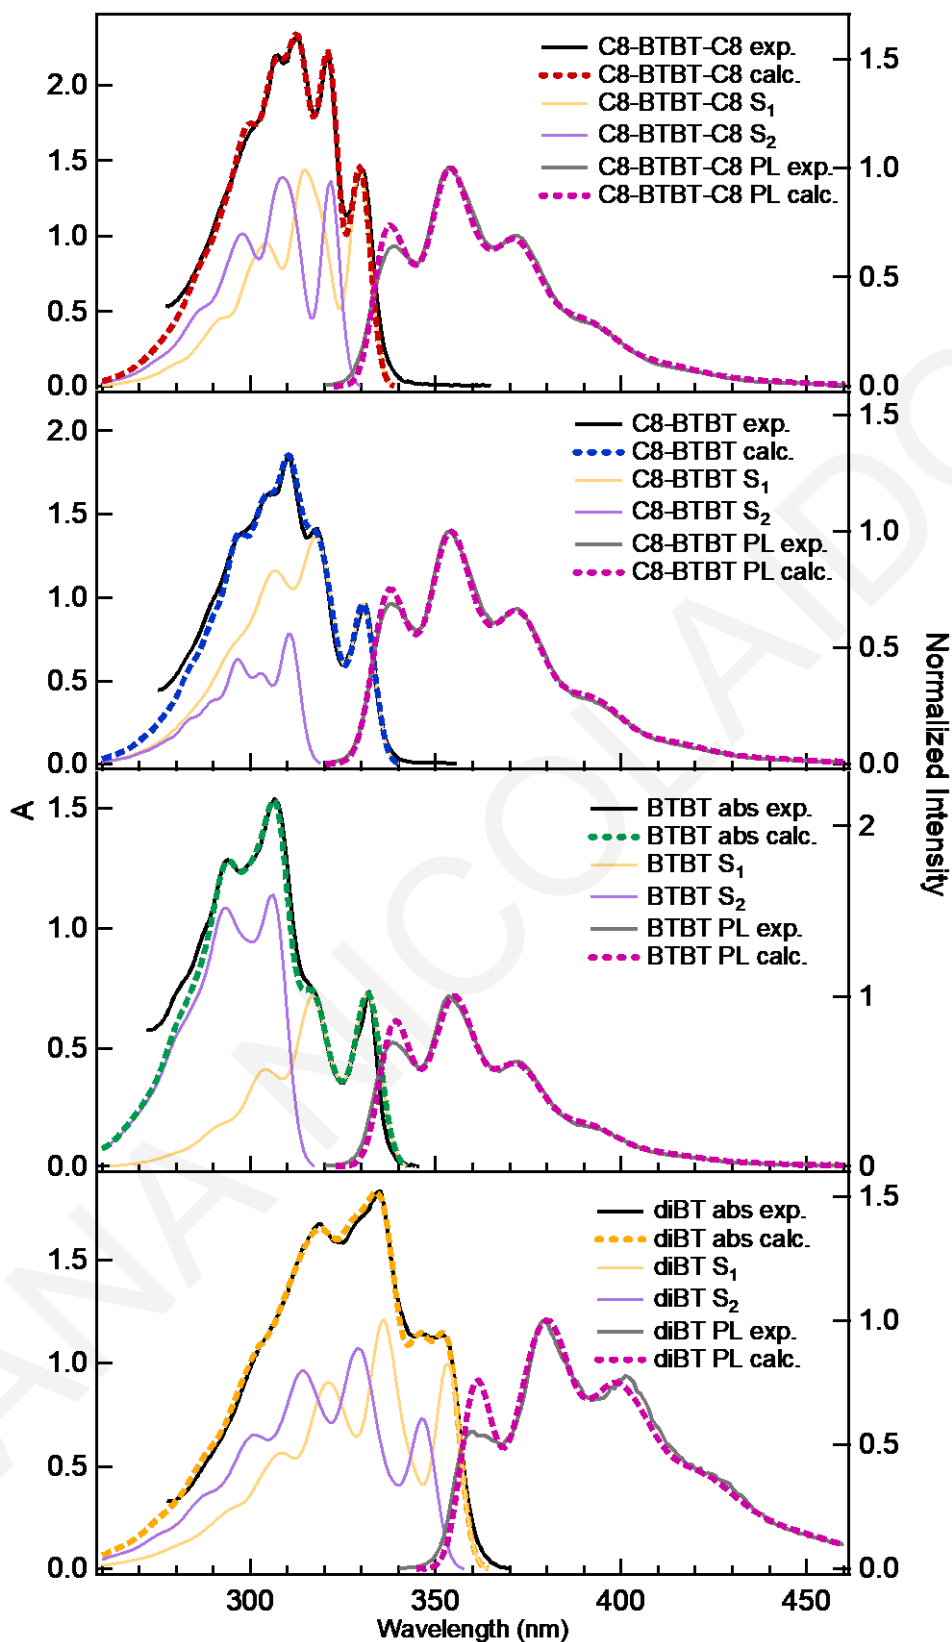 C8-BTBT-C8 exp.
C8-BTBT-C8 calc.
C8-BTBT-C8 S1
C8-BTBT-C8 S2
C8-BTBT-C8 PL exp.
C8-BTBT-C8 PL calc.
2.0
1.5
1.0
0.5
0.0
1.5
1.0
0.5
0.0
C8-BTBT exp.
C8-BTBT calc.
C8-BTBT S1
C8-BTBT S2
C8-BTBT PL exp.
C8-BTBT PL calc.
2.0
1.5
1.0
0.5
0.0
1.5
1.0
0.5
0.0
BTBT abs exp.
BTBT abs calc.
BTBT S1
BTBT S2
BTBT PL exp.
BTBT PL calc.
1.5
1.0
0.5
0.0
2
1
0
diBT abs exp.
diBT abs calc.
diBT S1
diBT S2
diBT PL exp.
diBT PL calc.
1.5
1.0
0.5
0.0
1.5
1.0
0.5
0.0
A
Normalized Intensity
300
350
400
450
Wavelength (nm)
ANA NICOLAIDO